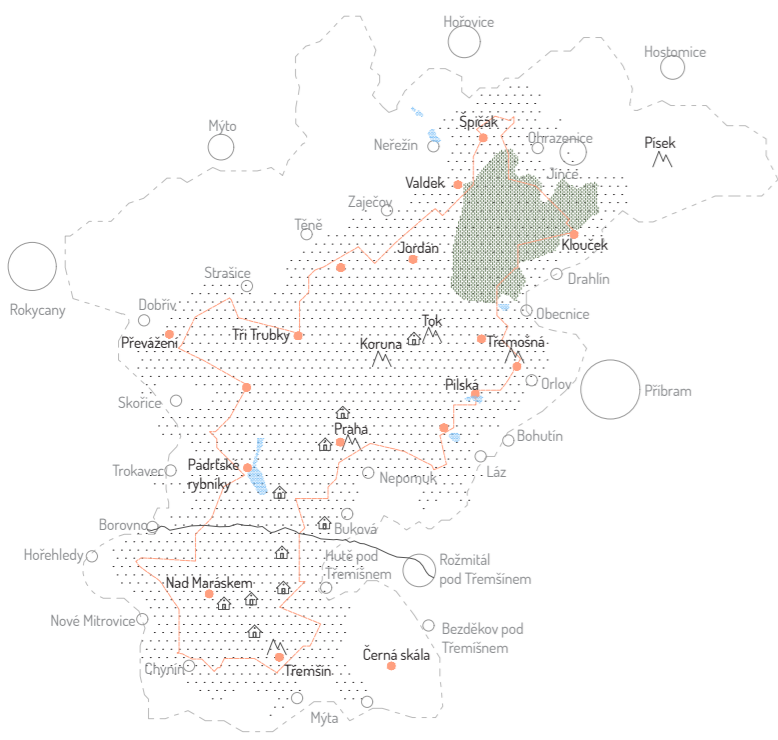 Hořovice
Hostomice
Mýto
Špičák
Neřežín
Ohrazenice
Písek
Jince
Valdek
Zaječov
Těně
Jordán
Klouček
Strašice
Drahlín
Rokycany
Dobřív
Obecnice
Tok
Převážení
Tři Trubky
Koruna
Třemošná
Pilská
Orlov
Příbram
Skořice
Praha
Bohutín
Padrťské
rybníky
Trokavec
Nepomuk
Láz
Borovno
Buková
Hořehledy
Hutě pod
Třemišnem
Rožmitál
pod Třemšínem
Nad Maráskem
Nové Mitrovice
Bezděkov pod
Třemišnem
Černá skála
Chynín
Třemšín
Mýta